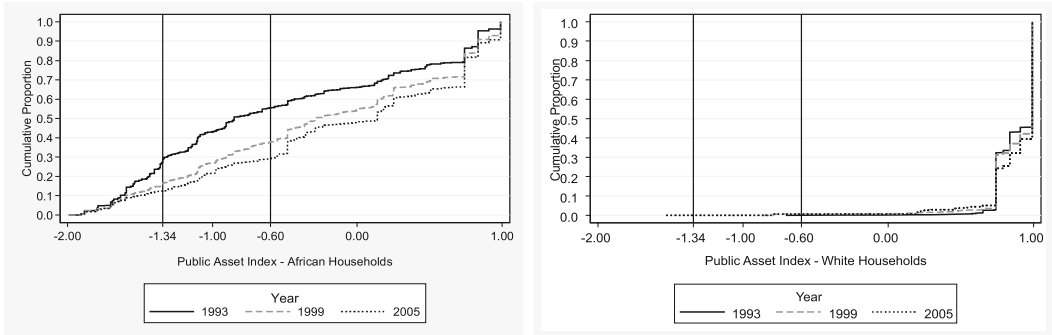 Cumulative Proportion
1.0
0.9
0.8
0.7
0.6
0.5
0.4
0.3
0.2
0.1
0.0
-2.00 -1.34 -1.00 -0.60 0.00 1.00
Public Asset Index - African Households
Year
1993 1999 2005
Cumulative Proportion
1.0
0.9
0.8
0.7
0.6
0.5
0.4
0.3
0.2
0.1
0.0
-2.00 -1.34 -1.00 -0.60 0.00 1.00
Public Asset Index - White Households
Year
1993 1999 2005